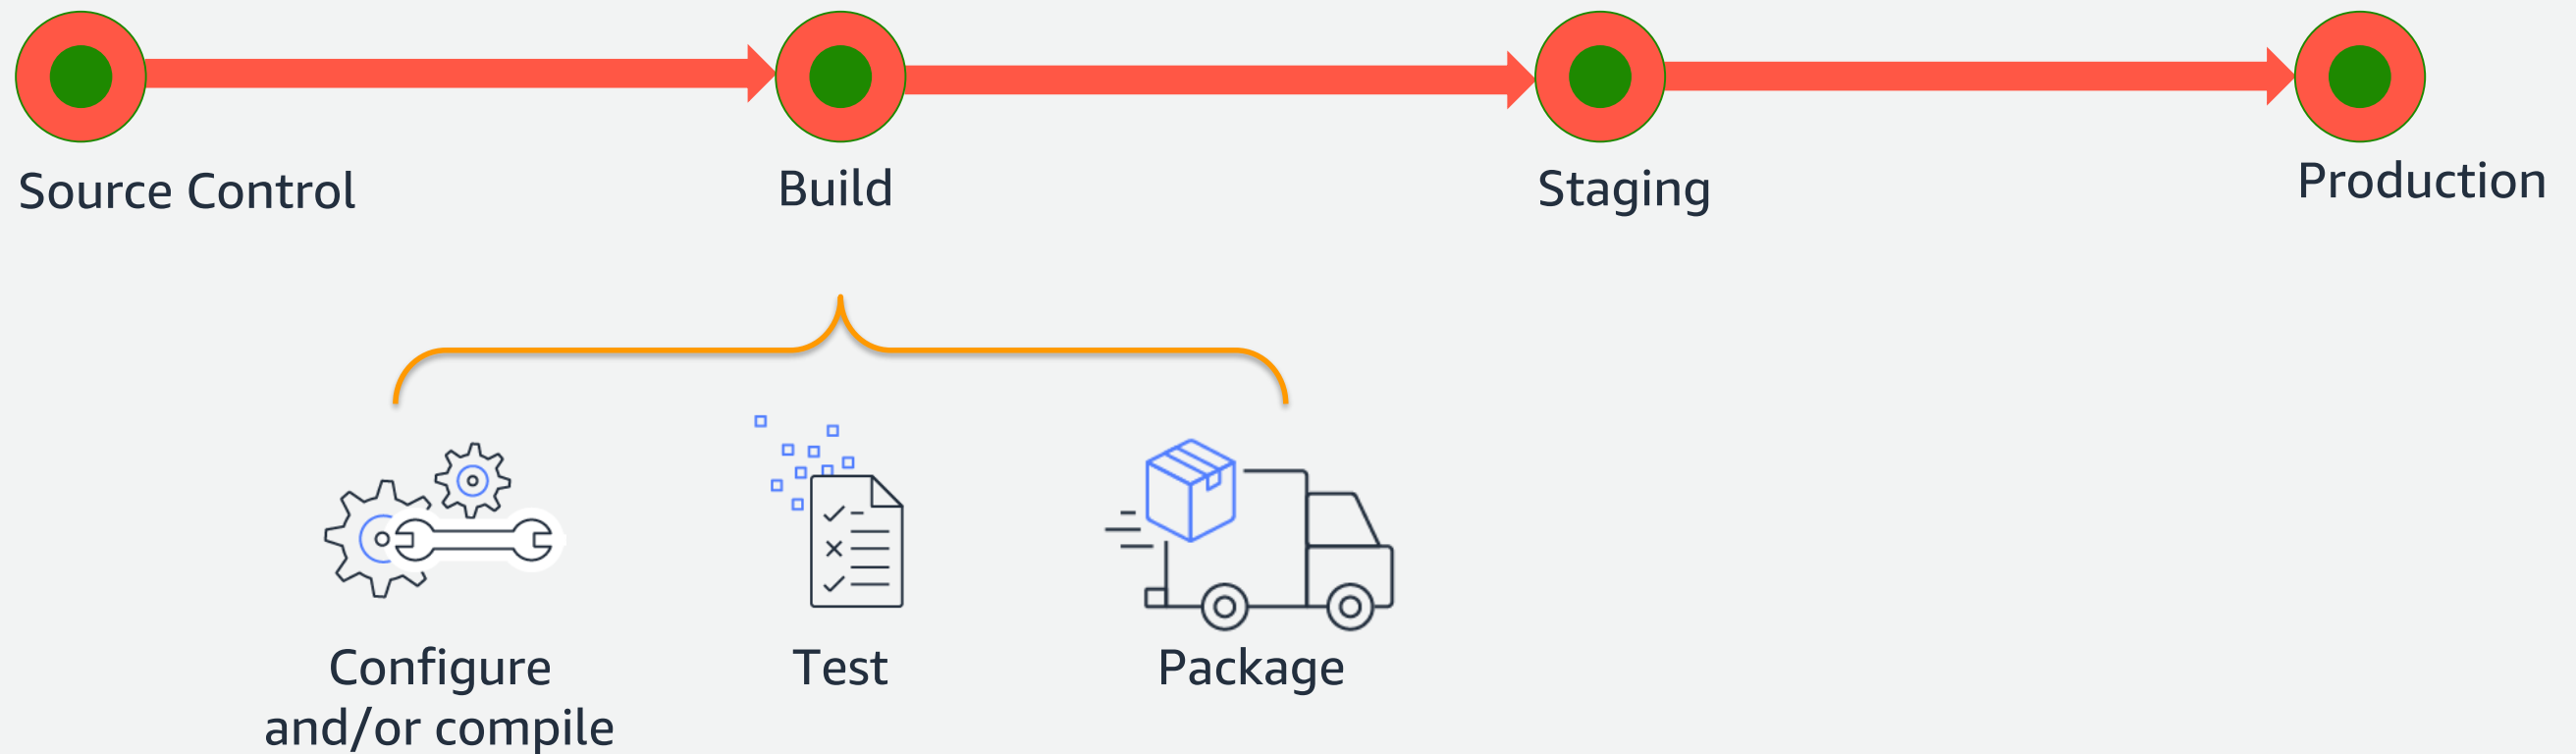 Source Control
Build
Staging
Production
Configure
and/or compile
Test
Package